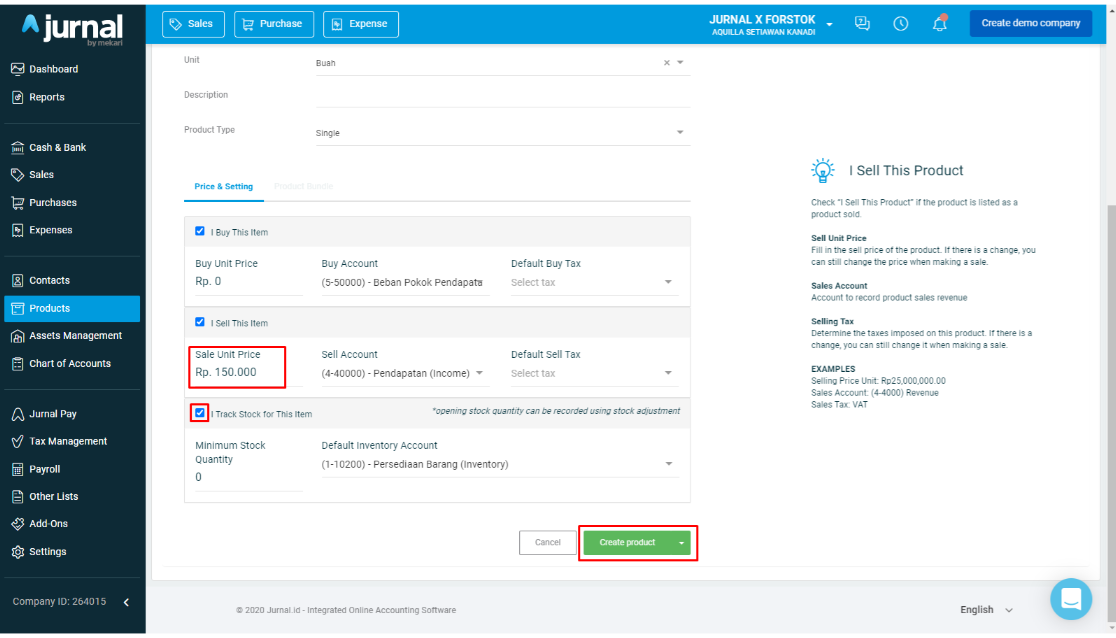 jurnal
by mekari
Sales
Purchase
Expense
JURNAL X FORSTOK
AQUILLA SETIAWAN KANADI
Create demo company
Dashboard
Reports
Cash & Bank
Sales
Purchases
Expenses
Contacts
Products
Assets Management
Chart of Accounts
Jurnal Pay
Tax Management
Payroll
Other Lists
Add-Ons
Settings
Company ID: 264015
Unit
Buah
Description
Product Type
Single
Price & Setting
Product Bundle
I Buy This Item
Buy Unit Price
Buy Account
Default Buy Tax
Rp. 0
(5-50000) - Beban Pokok Pendapata
Select tax
I Sell This Item
Sale Unit Price
Sell Account
Default Sell Tax
Rp. 150.000
(4-40000) - Pendapatan (Income)
Select tax
I Track Stock for This Item
*opening stock quantity can be recorded using stock adjustment
Minimum Stock
Quantity
Default Inventory Account
0
(1-10200) - Persediaan Barang (Inventory)
Cancel
Create product
I Sell This Product
Check "I Sell This Product" if the product is listed as a
product sold.
Sell Unit Price
Fill in the sell price of the product. If there is a change, you
can still change the price when making a sale.
Sales Account
Account to record product sales revenue
Selling Tax
Determine the taxes imposed on this product. If there is a
change, you can still change it when making a sale.
EXAMPLES
Selling Price Unit: Rp25,000,000.00
Sales Account: (4-4000) Revenue
Sales Tax: VAT
© 2020 Jurnal.id - Integrated Online Accounting Software
English